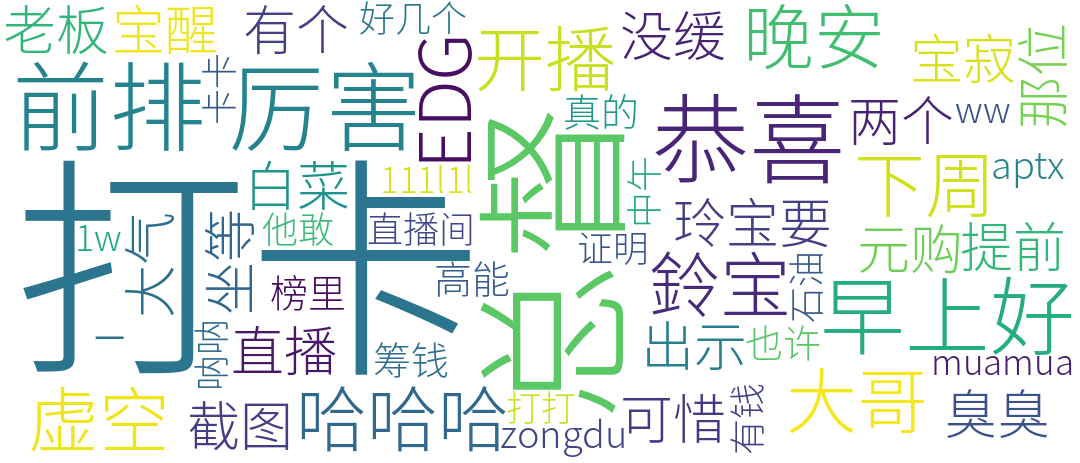 老板
宝醒
有个
好几个
EDG
开播
没缓
晚安
宝寂
那位
前排
卡卡
厉害
忿督
真的
恭喜
两个
ww
aptx
打卡
白菜
111l1l
中午
下周
1w
大气
坐等
他敢
直播间
玲宝要
证明
元购
提前
一
榜里
高能
鈴宝
石油
早上好
呐呐
直播
筹钱
出示
也许
muamua
虚空
截图
哈哈哈
打打
zongdu
可惜
有钱
大哥
臭臭